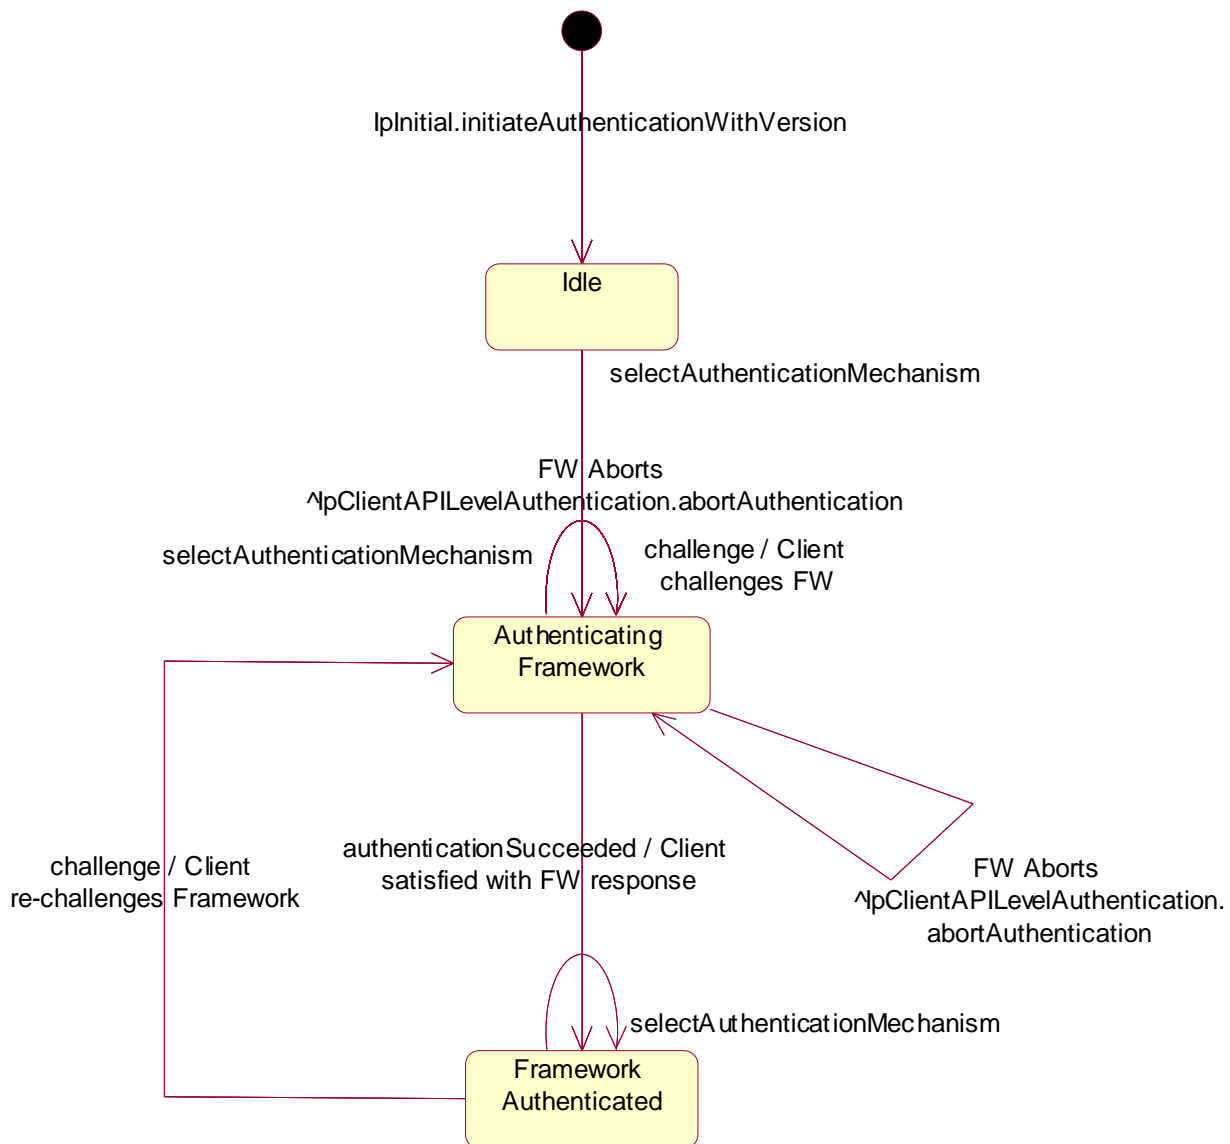 IpInitial.initiateAuthenticationWithVersion
Idle
selectAuthenticationMechanism
FW Aborts
^IpClientAPILevelAuthentication.abortAuthentication
selectAuthenticationMechanism
challenge / Client
challenges FW
Authenticating
Framework
authenticationSucceeded / Client
satisfied with FW response
challenge / Client
re-challenges Framework
FW Aborts
^IpClientAPILevelAuthentication.
abortAuthentication
selectAuthenticationMechanism
Framework
Authenticated